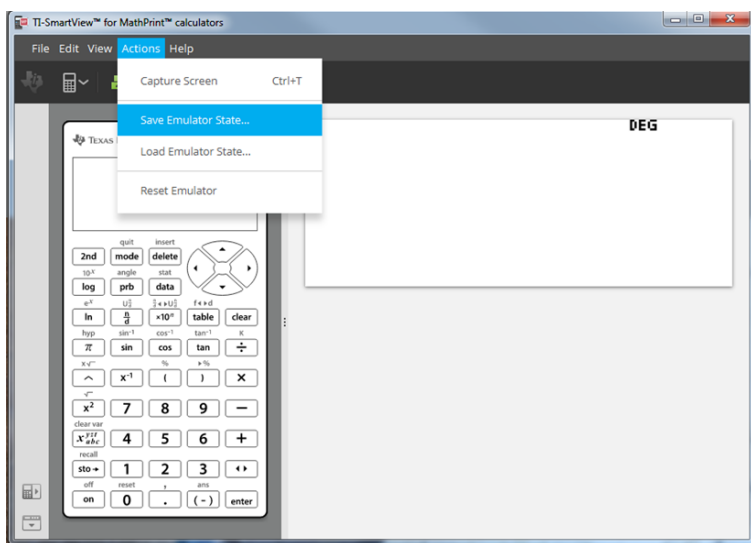 TI-SmartView™ for MathPrint™ calculators
File Edit View Actions Help
Capture Screen Ctrl+T
Save Emulator State...
Load Emulator State...
Reset Emulator
DEG
TEXAS
quit insert
2nd mode delete
10ˣ angle stat
log prb data
eˣ f◄►d
ln n/d ×10ⁿ table clear
hyp sin⁻¹ cos⁻¹ tan⁻¹ K
π sin cos tan ÷
x√‾ % ►%
^ x⁻¹ ( ) ×
√‾
x² 7 8 9 −
clear var
x yzt abc 4 5 6 +
recall
sto→ 1 2 3 ◄►
off reset , ans
on 0 . (-) enter